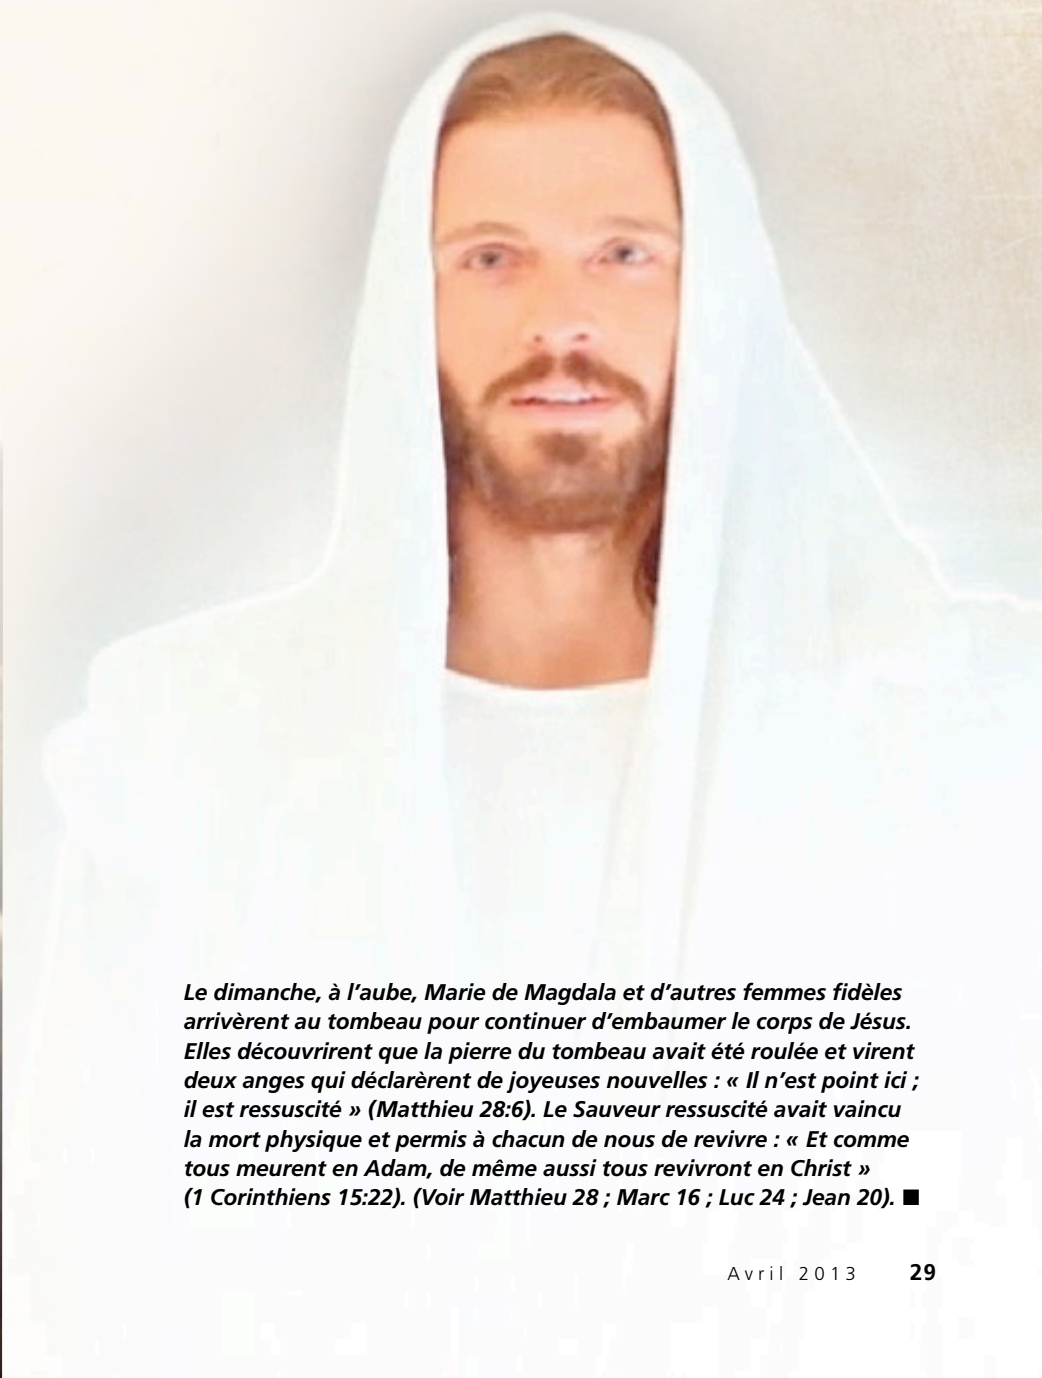 Le dimanche, à l’aube, Marie de Magdala et d’autres femmes fidèles
arrivèrent au tombeau pour continuer d’embaumer le corps de Jésus.
Elles découvrirent que la pierre du tombeau avait été roulée et virent
deux anges qui déclarèrent de joyeuses nouvelles : « Il n’est point ici ;
il est ressuscité » (Matthieu 28:6). Le Sauveur ressuscité avait vaincu
la mort physique et permis à chacun de nous de revivre : « Et comme
tous meurent en Adam, de même aussi tous revivront en Christ »
(1 Corinthiens 15:22). (Voir Matthieu 28 ; Marc 16 ; Luc 24 ; Jean 20). ■
Avril 2013 29